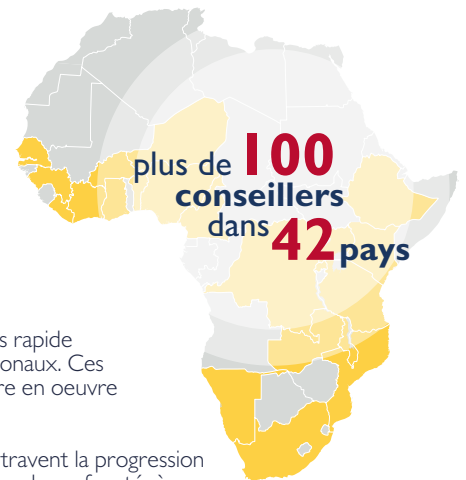 plus de 100
conseillers
dans 42 pays
s rapide
onaux. Ces
re en oeuvre
travent la progression